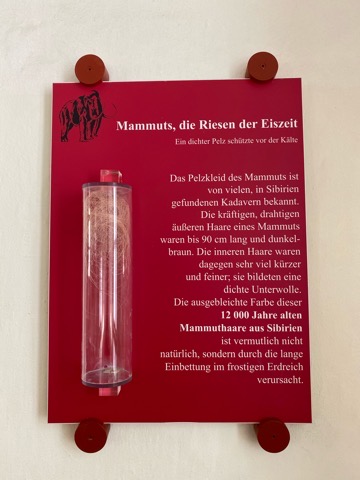 Mammuts, die Riesen der Eiszeit
Ein dichter Pelz schützte vor der Kälte
Das Pelzkleid des Mammuts ist
von vielen, in Sibirien
gefundenen Kadavern bekannt.
Die kräftigen, drahtigen
äußeren Haare eines Mammuts
waren bis 90 cm lang und dunkel-
braun. Die inneren Haare waren
dagegen sehr viel kürzer
und feiner; sie bildeten eine
dichte Unterwolle.
Die ausgebleichte Farbe dieser
12 000 Jahre alten
Mammuthaare aus Sibirien
ist vermutlich nicht
natürlich, sondern durch die lange
Einbettung im frostigen Erdreich
verursacht.